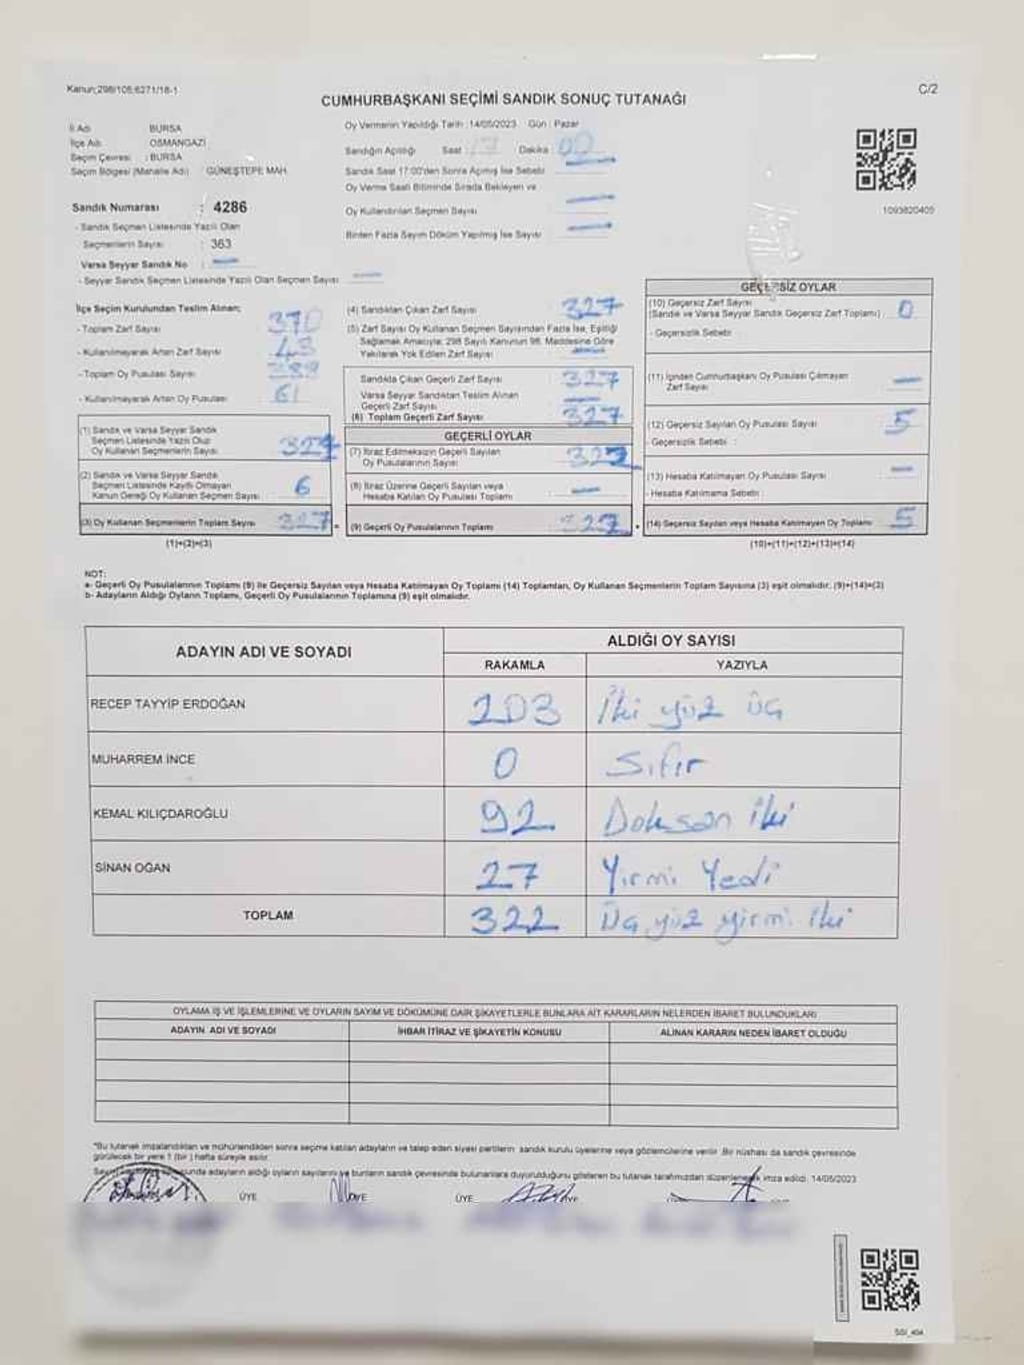 Kanun;298/105;6271/18-1
C/2
CUMHURBAŞKANI SEÇİMİ SANDIK SONUÇ TUTANAĞI
İl Adı BURSA
İlçe Adı OSMANGAZİ
Seçim Çevresi : BURSA
Seçim Bölgesi (Mahalle Adı) GÜNEŞTEPE MAH.
Sandık Numarası : 4286
- Sandık Seçmen Listesinde Yazılı Olan
Seçmenlerin Sayısı : 363
Varsa Seyyar Sandık No
- Seyyar Sandık Seçmen Listesinde Yazılı Olan Seçmen Sayısı
Oy Vermenin Yapıldığı Tarih : 14/05/2023 Gün : Pazar
Sandığın Açıldığı Saat : 17 Dakika : 00
Sandık Saat 17:00'den Sonra Açılmış İse Sebebi
Oy Verme Saati Bitiminde Sırada Bekleyen ve
Oy Kullandırılan Seçmen Sayısı
Birden Fazla Sayım Döküm Yapılmış İse Sayısı
1093820405
İlçe Seçim Kurulundan Teslim Alınan;
- Toplam Zarf Sayısı 370
- Kullanılmayarak Artan Zarf Sayısı 43
- Toplam Oy Pusulası Sayısı
- Kullanılmayarak Artan Oy Pusulası 61
(1) Sandık ve Varsa Seyyar Sandık
Seçmen Listesinde Yazılı Olup
Oy Kullanan Seçmenlerin Sayısı
(2) Sandık ve Varsa Seyyar Sandık
Seçmen Listesinde Kayıtlı Olmayan
Kanun Gereği Oy Kullanan Seçmen Sayısı 6
(3) Oy Kullanan Seçmenlerin Toplam Sayısı 327
(1)+(2)=(3)
(4) Sandıktan Çıkan Zarf Sayısı 327
(5) Zarf Sayısı Oy Kullanan Seçmen Sayısından Fazla İse, Eşitliği
Sağlamak Amacıyla; 298 Sayılı Kanunun 98. Maddesine Göre
Yakılarak Yok Edilen Zarf Sayısı
Sandıkta Çıkan Geçerli Zarf Sayısı 327
Varsa Seyyar Sandıktan Teslim Alınan
Geçerli Zarf Sayısı
(6) Toplam Geçerli Zarf Sayısı 327
GEÇERLİ OYLAR
(7) İtiraz Edilmeksizin Geçerli Sayılan
Oy Pusulalarının Sayısı
(8) İtiraz Üzerine Geçerli Sayılan veya
Hesaba Katılan Oy Pusulası Toplamı
(9) Geçerli Oy Pusulalarının Toplamı
GEÇERSİZ OYLAR
(10) Geçersiz Zarf Sayısı
(Sandık ve Varsa Seyyar Sandık Geçersiz Zarf Toplamı) 0
- Geçersizlik Sebebi :
(11) İçinden Cumhurbaşkanı Oy Pusulası Çıkmayan
Zarf Sayısı
(12) Geçersiz Sayılan Oy Pusulası Sayısı 5
- Geçersizlik Sebebi :
(13) Hesaba Katılmayan Oy Pusulası Sayısı
- Hesaba Katılmama Sebebi :
(14) Geçersiz Sayılan veya Hesaba Katılmayan Oy Toplamı 5
(10)+(11)+(12)+(13)=(14)
NOT:
a- Geçerli Oy Pusulalarının Toplamı (9) ile Geçersiz Sayılan veya Hesaba Katılmayan Oy Toplamı (14) Toplamları, Oy Kullanan Seçmenlerin Toplam Sayısına (3) eşit olmalıdır. (9)+(14)=(3)
b- Adayların Aldığı Oyların Toplamı, Geçerli Oy Pusulalarının Toplamına (9) eşit olmalıdır.
ADAYIN ADI VE SOYADI ALDIĞI OY SAYISI
RAKAMLA YAZIYLA
RECEP TAYYİP ERDOĞAN 203 İki yüz üç
MUHARREM İNCE 0 Sıfır
KEMAL KILIÇDAROĞLU 92 Doksan iki
SİNAN OĞAN 27 Yirmi Yedi
TOPLAM 322 Üç yüz yirmi iki
OYLAMA İŞ VE İŞLEMLERİNE VE OYLARIN SAYIM VE DÖKÜMÜNE DAİR ŞİKAYETLERLE BUNLARA AİT KARARLARIN NELERDEN İBARET BULUNDUKLARI
ADAYIN ADI VE SOYADI İHBAR İTİRAZ VE ŞİKAYETİN KONUSU ALINAN KARARIN NEDEN İBARET OLDUĞU
*Bu tutanak imzalandıktan ve mühürlendikten sonra seçime katılan adayların ve talep eden siyasi partilerin sandık kurulu üyelerine veya gözlemcilerine verilir. Bir nüshası da sandık çevresinde
görülecek bir yere 1 (bir ) hafta süreyle asılır.
adayların aldığı oyların sayılarını ve bunların sandık çevresinde bulunanlara duyurulduğunu gösteren bu tutanak tarafımızdan düzenlenerek imza edildi. 14/05/2023
ÜYE ÜYE ÜYE ÜYE